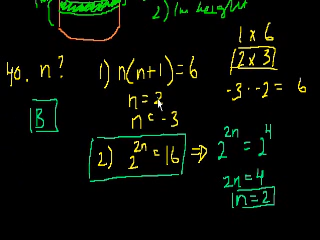 2) 1m height
40. n? 1) n(n+1) = 6
n = 2
n = -3
1 x 6
2 x 3
-3 · -2 = 6
B
2) 2^{2n} = 16 ⇒ 2^{2n} = 2^4
2n = 4
n = 2